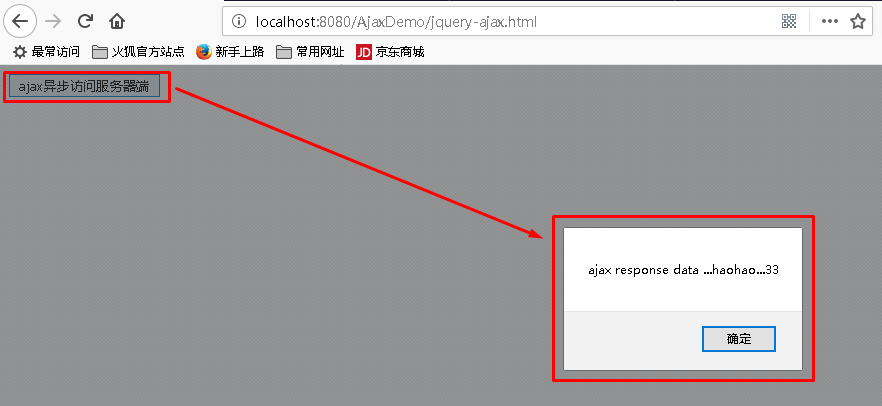 localhost:8080/AjaxDemo/jquery-ajax.html
最常访问 火狐官方站点 新手上路 常用网址 JD 京东商城
ajax异步访问服务器端
ajax response data ...haohao...33
确定